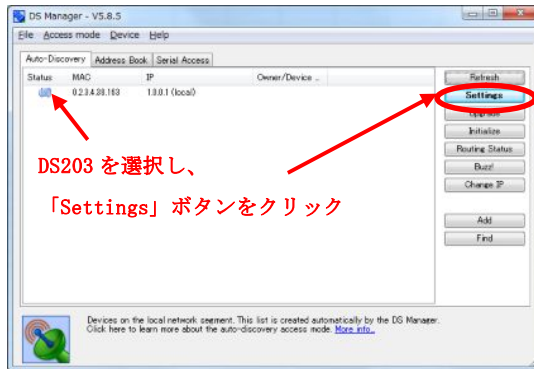 DS Manager - V5.8.5
File Access mode Device Help
Auto-Discovery Address Book Serial Access
Status MAC IP Owner/Device ..
0.2.3.4.38.163 1.0.0.1 (local)
Refresh
Settings
Upgrade
Initialize
Routing Status
Buzz!
Change IP
Add
Find
DS203 を選択し、
「Settings」ボタンをクリック
Devices on the local network segment. This list is created automatically by the DS Manager.
Click here to learn more about the auto-discovery access mode. More info..